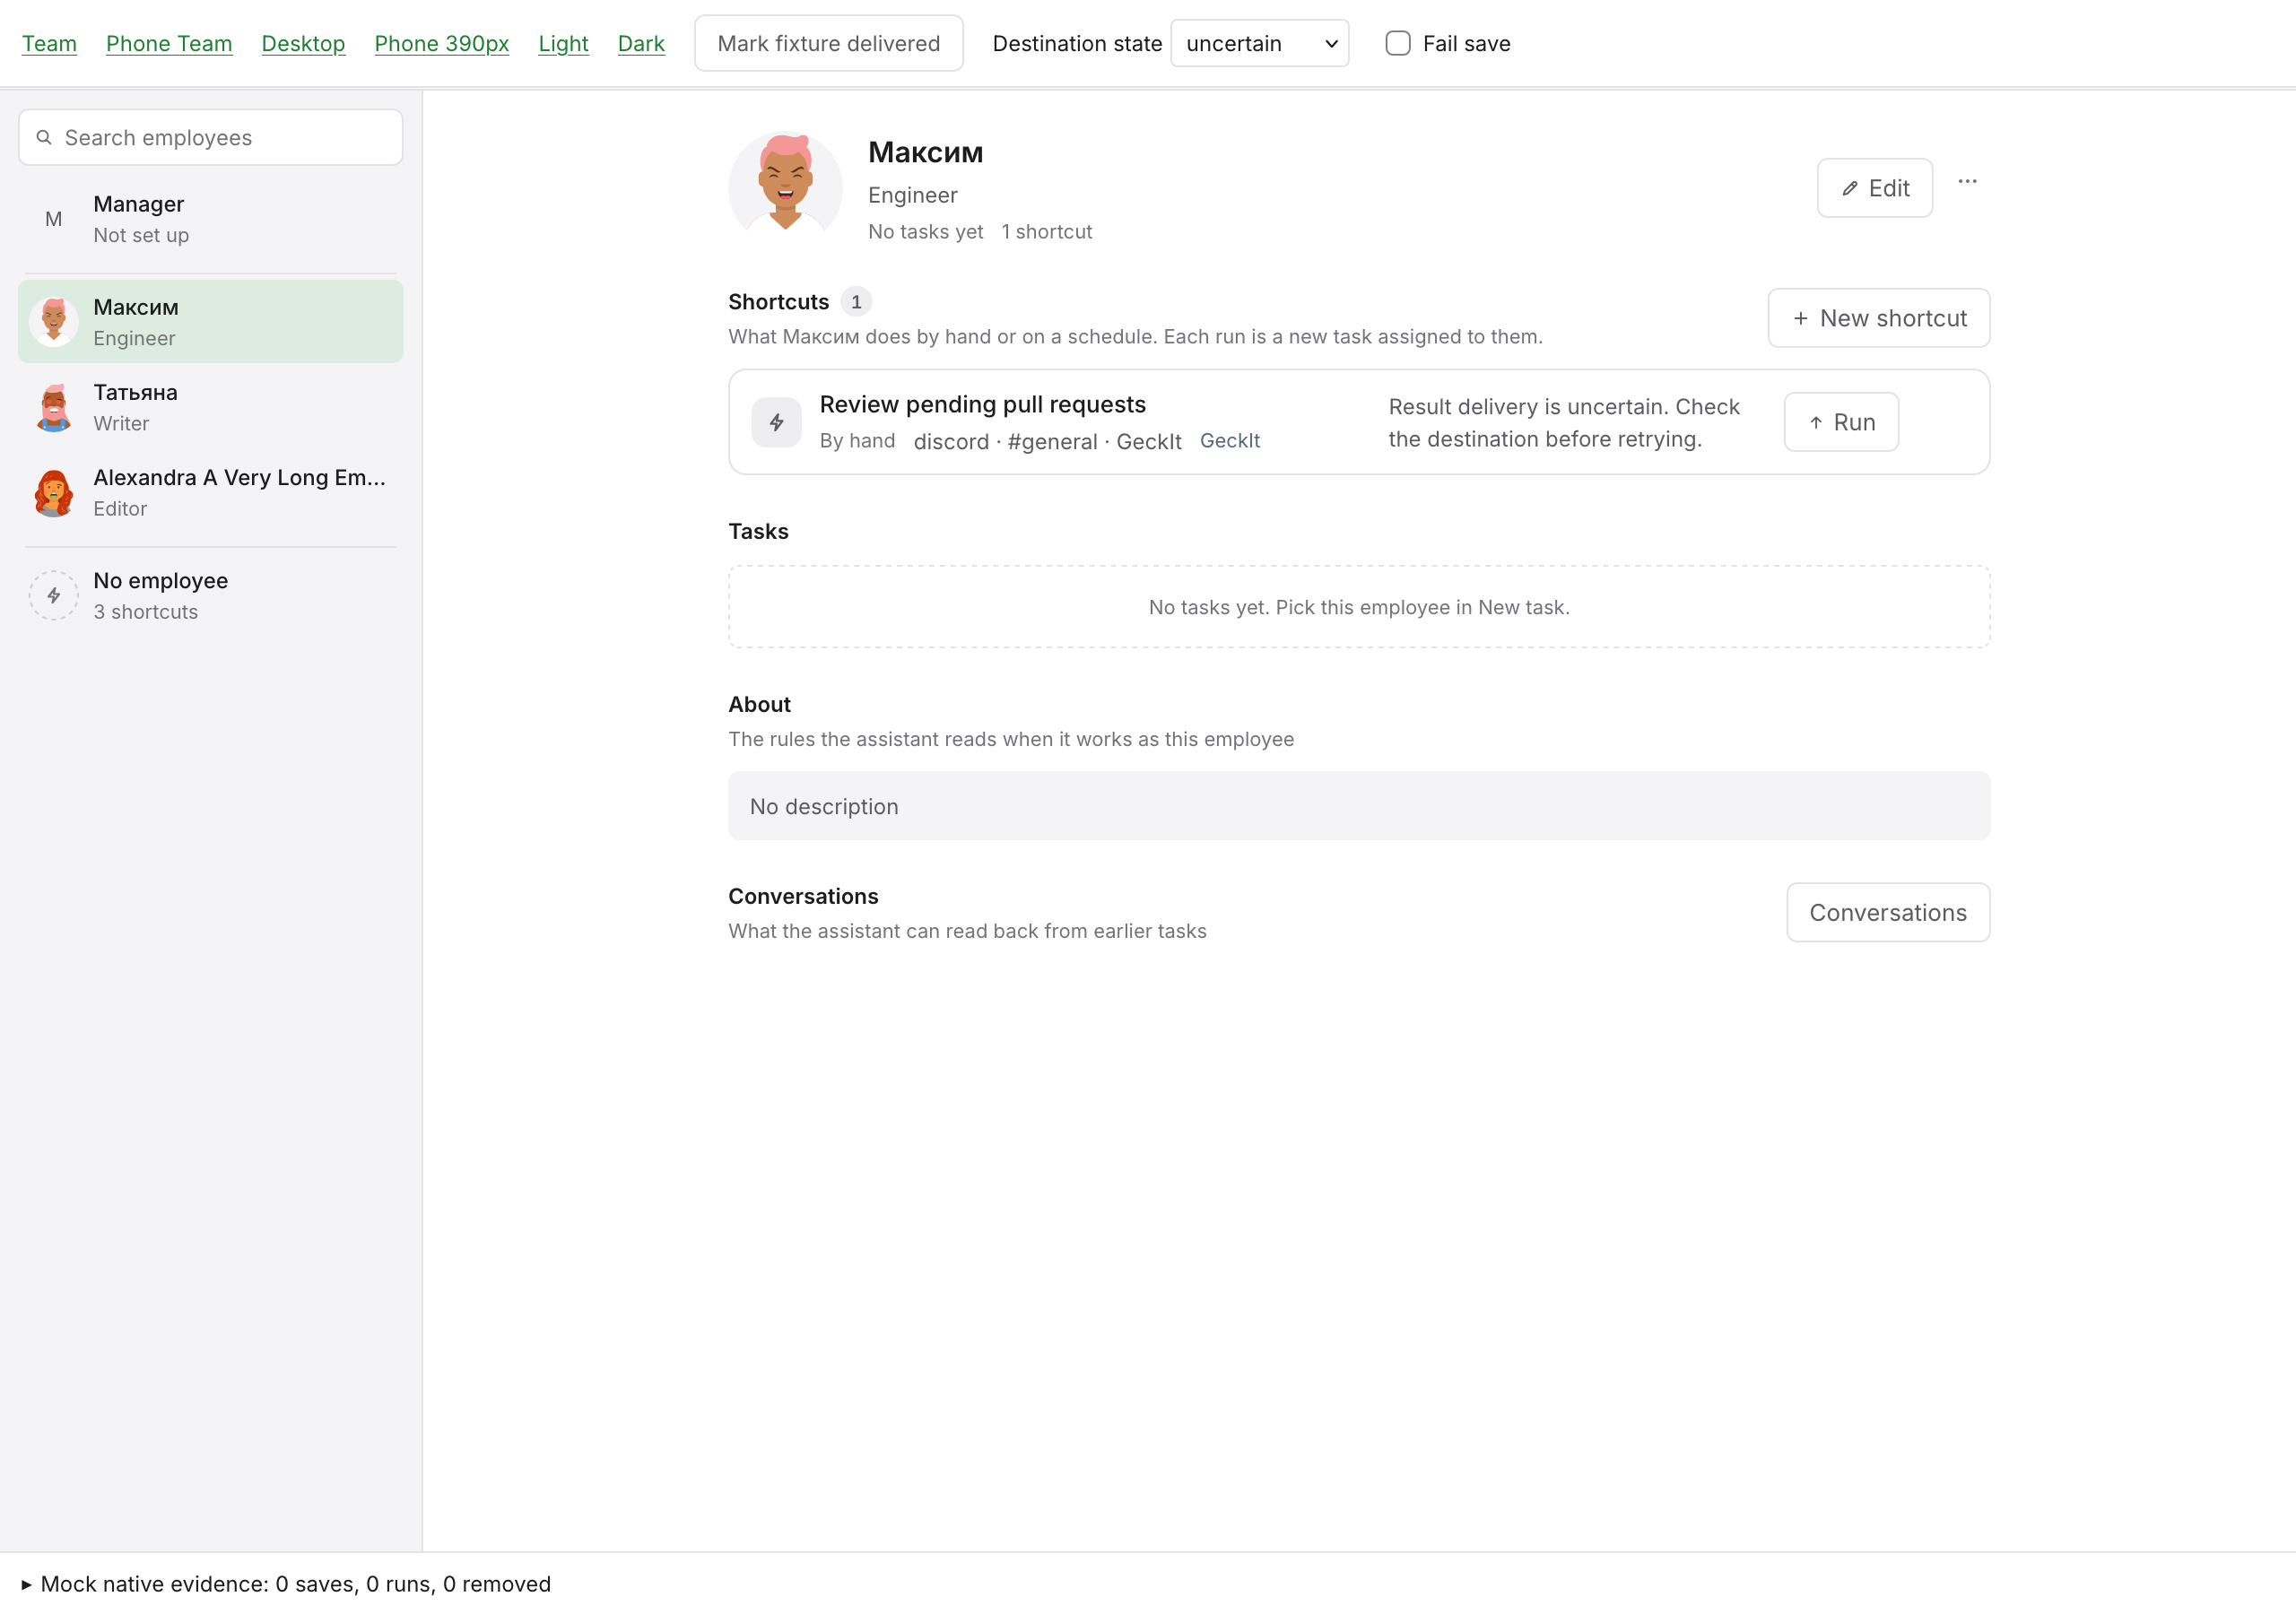 Team Phone Team Desktop Phone 390px Light Dark Mark fixture delivered Destination state uncertain Fail save
Search employees
M
Manager
Not set up
Максим
Engineer
Татьяна
Writer
Alexandra A Very Long Em...
Editor
No employee
3 shortcuts
Максим
Engineer
No tasks yet 1 shortcut
Edit
...
Shortcuts 1
What Максим does by hand or on a schedule. Each run is a new task assigned to them.
+ New shortcut
Review pending pull requests
By hand discord · #general · GeckIt GeckIt
Result delivery is uncertain. Check
the destination before retrying.
Run
Tasks
No tasks yet. Pick this employee in New task.
About
The rules the assistant reads when it works as this employee
No description
Conversations
What the assistant can read back from earlier tasks
Conversations
Mock native evidence: 0 saves, 0 runs, 0 removed